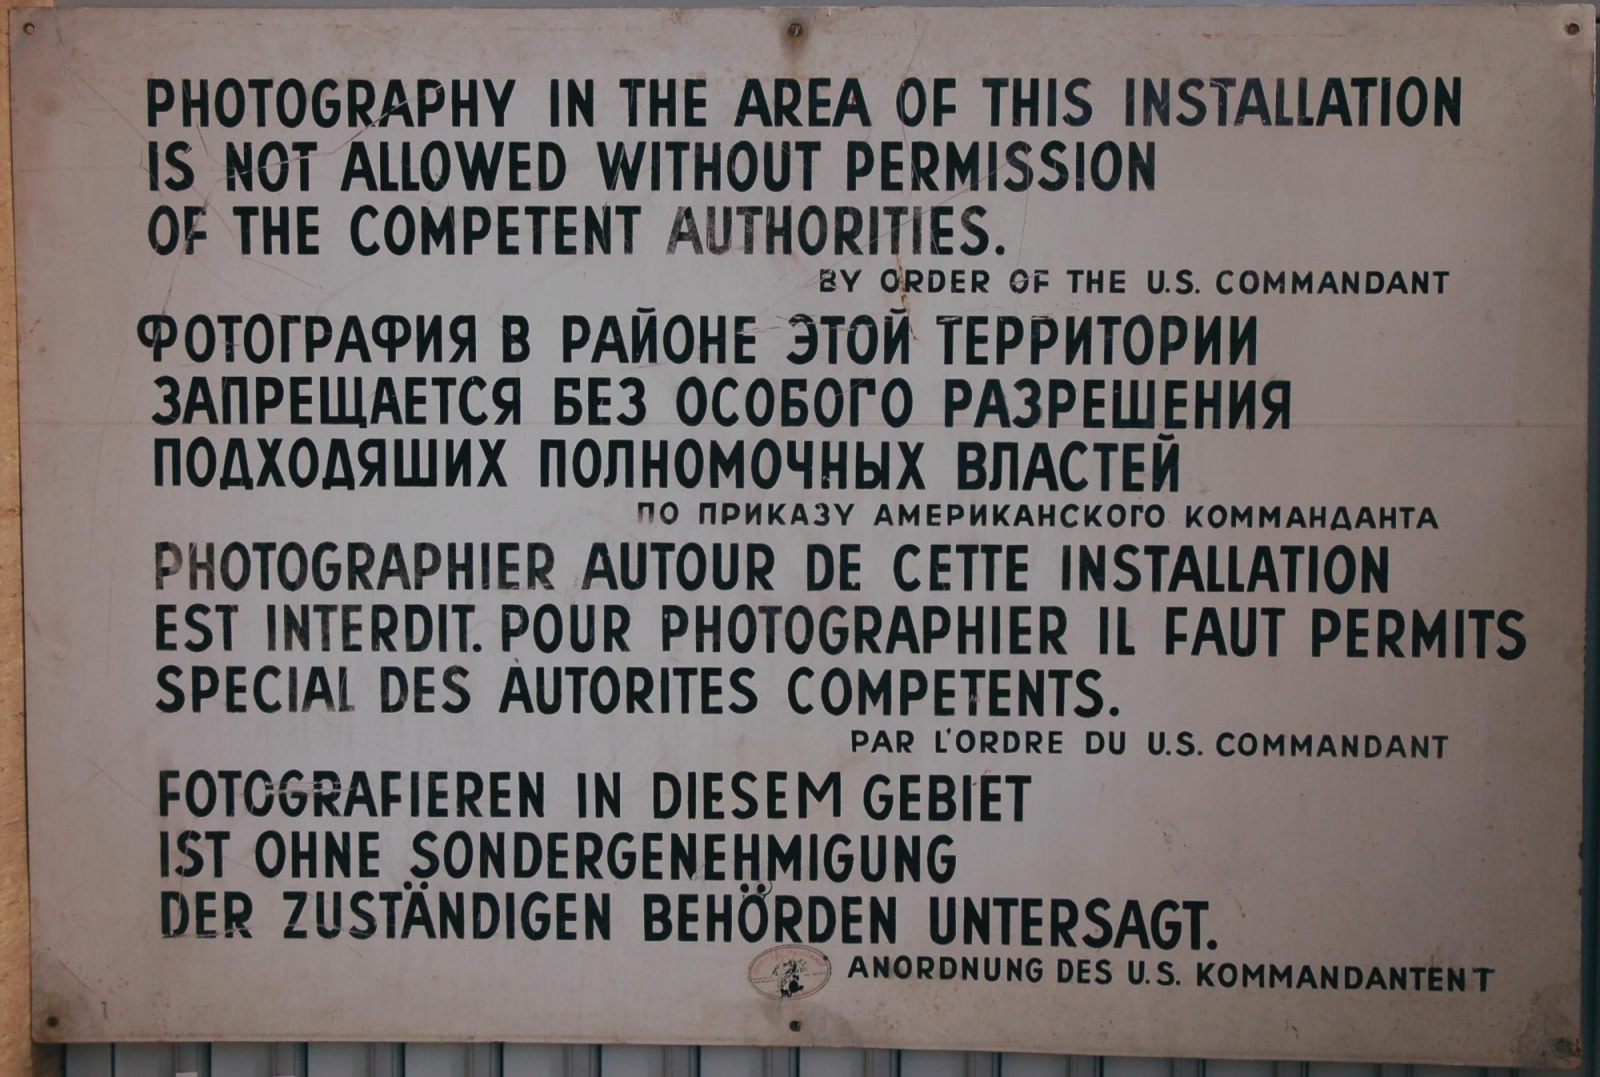 PHOTOGRAPHY IN THE AREA OF THIS INSTALLATION
IS NOT ALLOWED WITHOUT PERMISSION
OF THE COMPETENT AUTHORITIES.
BY ORDER OF THE U.S. COMMANDANT
ФОТОГРАФИЯ В РАЙОНЕ ЭТОЙ ТЕРРИТОРИИ
ЗАПРЕЩАЕТСЯ БЕЗ ОСОБОГО РАЗРЕШЕНИЯ
ПОДХОДЯШИХ ПОЛНОМОЧНЫХ ВЛАСТЕЙ
ПО ПРИКАЗУ АМЕРИКАНСКОГО КОММАНДАНТА
PHOTOGRAPHIER AUTOUR DE CETTE INSTALLATION
EST INTERDIT. POUR PHOTOGRAPHIER IL FAUT PERMITS
SPECIAL DES AUTORITES COMPETENTS.
PAR L'ORDRE DU U.S. COMMANDANT
FOTOGRAFIEREN IN DIESEM GEBIET
IST OHNE SONDERGENEHMIGUNG
DER ZUSTÄNDIGEN BEHÖRDEN UNTERSAGT.
ANORDNUNG DES U.S. KOMMANDANTENT